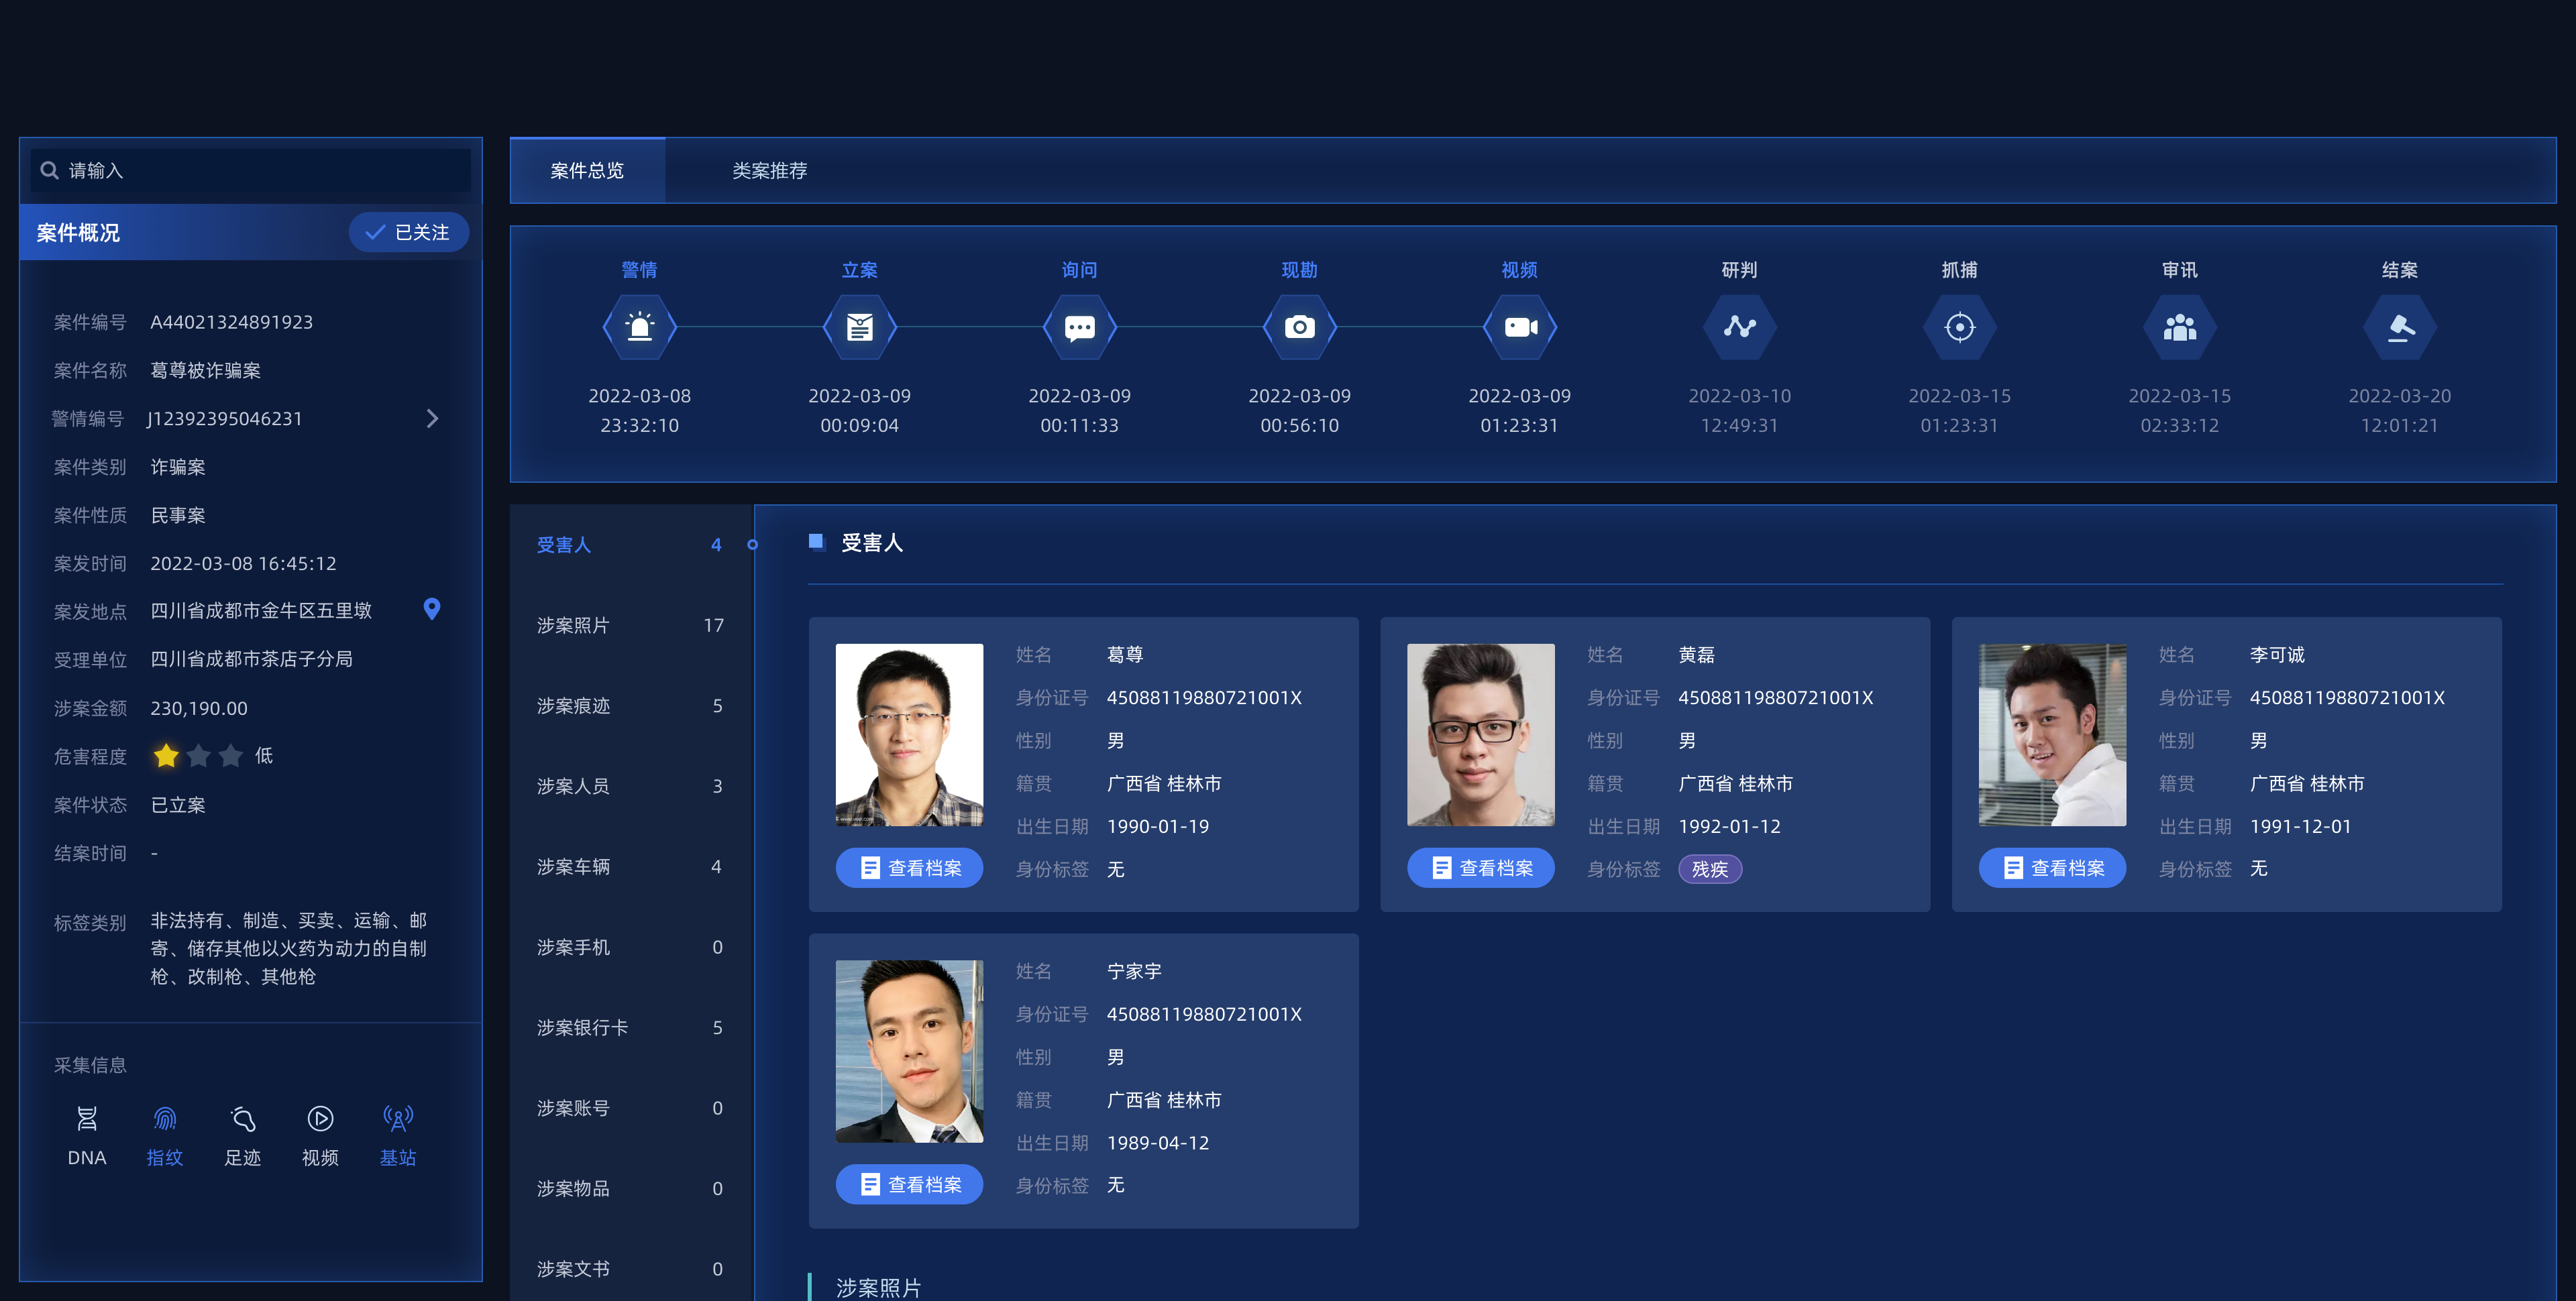 请输入
案件概况
已关注
案件编号 A44021324891923
案件名称 葛尊被诈骗案
警情编号 J12392395046231
案件类别 诈骗案
案件性质 民事案
案发时间 2022-03-08 16:45:12
案发地点 四川省成都市金牛区五里墩
受理单位 四川省成都市茶店子分局
涉案金额 230,190.00
危害程度 低
案件状态 已立案
结案时间 -
标签类别 非法持有、制造、买卖、运输、邮
寄、储存其他以火药为动力的自制
枪、改制枪、其他枪
采集信息
DNA 指纹 足迹 视频 基站
案件总览 类案推荐
警情 立案 询问 现勘 视频 研判 抓捕 审讯 结案
2022-03-08 2022-03-09 2022-03-09 2022-03-09 2022-03-09 2022-03-10 2022-03-15 2022-03-15 2022-03-20
23:32:10 00:09:04 00:11:33 00:56:10 01:23:31 12:49:31 01:23:31 02:33:12 12:01:21
受害人 4
涉案照片 17
涉案痕迹 5
涉案人员 3
涉案车辆 4
涉案手机 0
涉案银行卡 5
涉案账号 0
涉案物品 0
涉案文书 0
受害人
姓名 葛尊
身份证号 45088119880721001X
性别 男
籍贯 广西省 桂林市
出生日期 1990-01-19
身份标签 无
查看档案
姓名 黄磊
身份证号 45088119880721001X
性别 男
籍贯 广西省 桂林市
出生日期 1992-01-12
身份标签 残疾
查看档案
姓名 李可诚
身份证号 45088119880721001X
性别 男
籍贯 广西省 桂林市
出生日期 1991-12-01
身份标签 无
查看档案
姓名 宁家宇
身份证号 45088119880721001X
性别 男
籍贯 广西省 桂林市
出生日期 1989-04-12
身份标签 无
查看档案
涉案照片